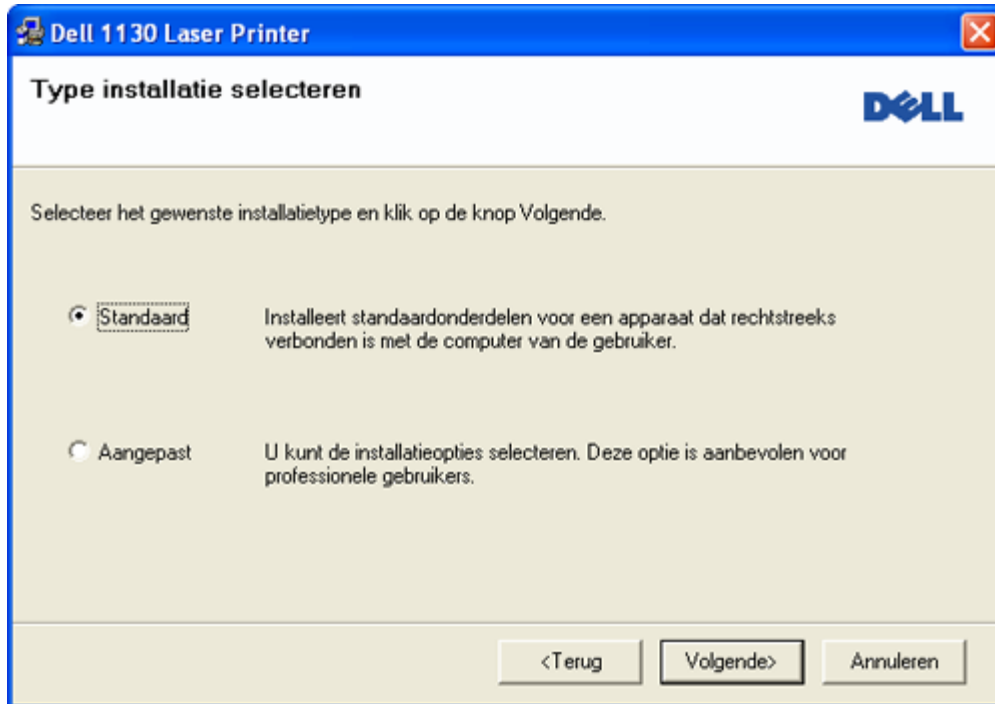 Dell 1130 Laser Printer
Type installatie selecteren
DELL
Selecteer het gewenste installatietype en klik op de knop Volgende.
Standaard
Installeert standaardonderdelen voor een apparaat dat rechtstreeks
verbonden is met de computer van de gebruiker.
Aangepast
U kunt de installatieopties selecteren. Deze optie is aanbevolen voor
professionele gebruikers.
<Terug
Volgende>
Annuleren